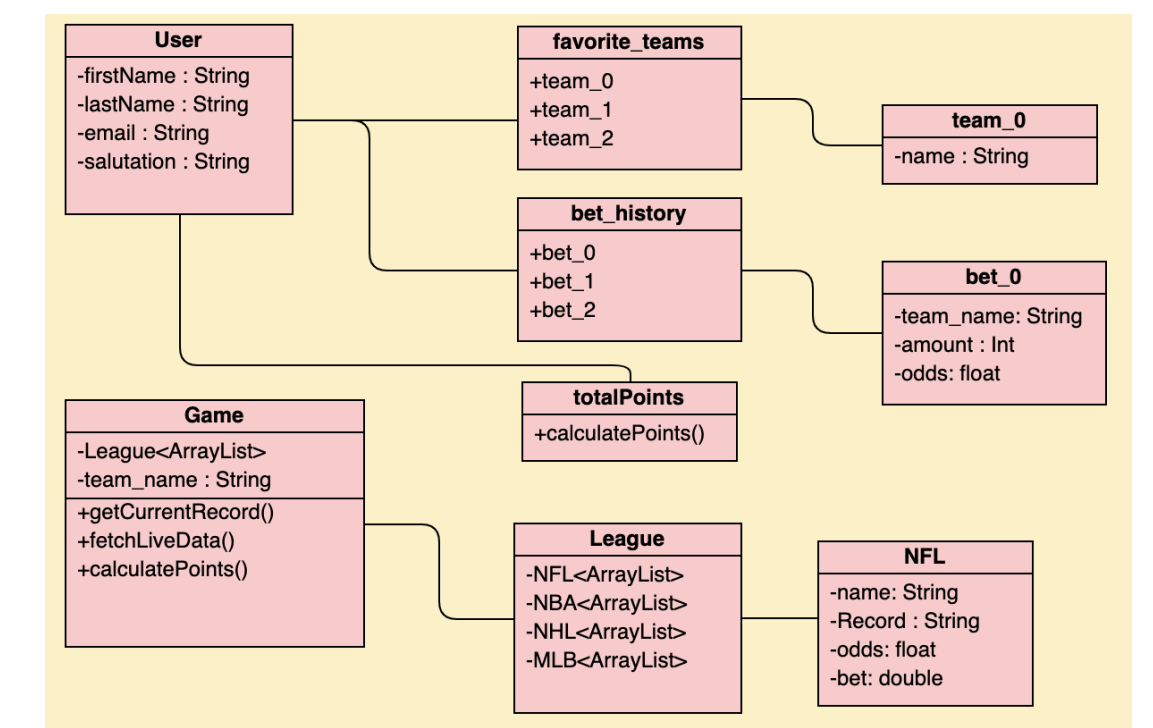 User
-firstName : String
-lastName : String
-email : String
-salutation : String
favorite_teams
+team_0
+team_1
+team_2
team_0
-name : String
bet_history
+bet_0
+bet_1
+bet_2
bet_0
-team_name: String
-amount : Int
-odds: float
totalPoints
+calculatePoints()
Game
-League<ArrayList>
-team_name : String
+getCurrentRecord()
+fetchLiveData()
+calculatePoints()
League
-NFL<ArrayList>
-NBA<ArrayList>
-NHL<ArrayList>
-MLB<ArrayList>
NFL
-name: String
-Record : String
-odds: float
-bet: double